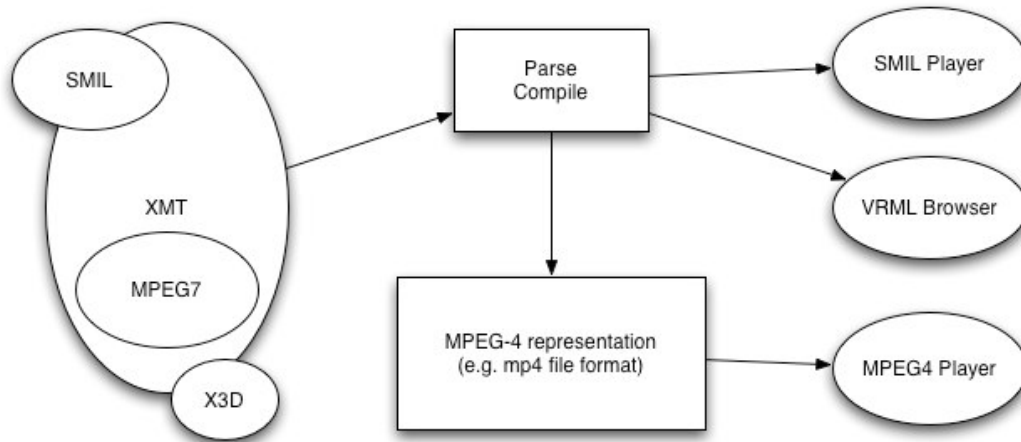 SMIL
XMT
MPEG7
X3D
Parse
Compile
MPEG-4 representation
(e.g. mp4 file format)
SMIL Player
VRML Browser
MPEG4 Player